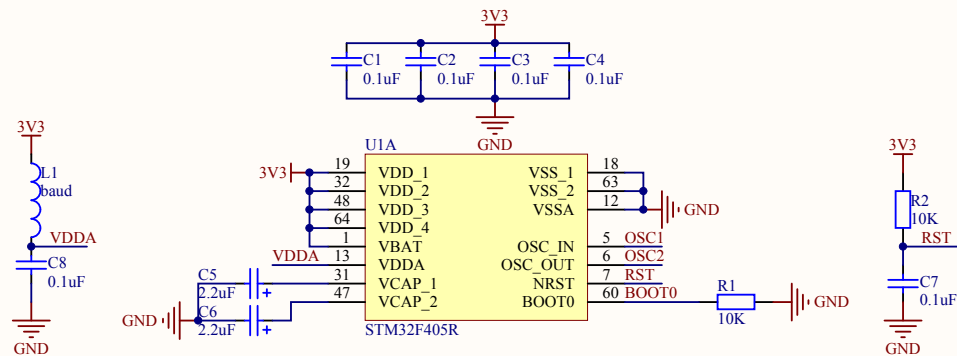 3V3
C1
0.1uF
C2
0.1uF
C3
0.1uF
C4
0.1uF
GND
3V3
L1
baud
VDDA
C8
0.1uF
GND
U1A
3V3
19 VDD_1
32 VDD_2
48 VDD_3
64 VDD_4
1 VBAT
VDDA 13 VDDA
31 VCAP_1
47 VCAP_2
VSS_1 18
VSS_2 63
VSSA 12
GND
OSC_IN 5 OSC1
OSC_OUT 6 OSC2
NRST 7 RST
BOOT0 60 BOOT0
STM32F405R
C5
2.2uF
+
GND
C6
2.2uF
+
R1
10K
GND
3V3
R2
10K
RST
C7
0.1uF
GND